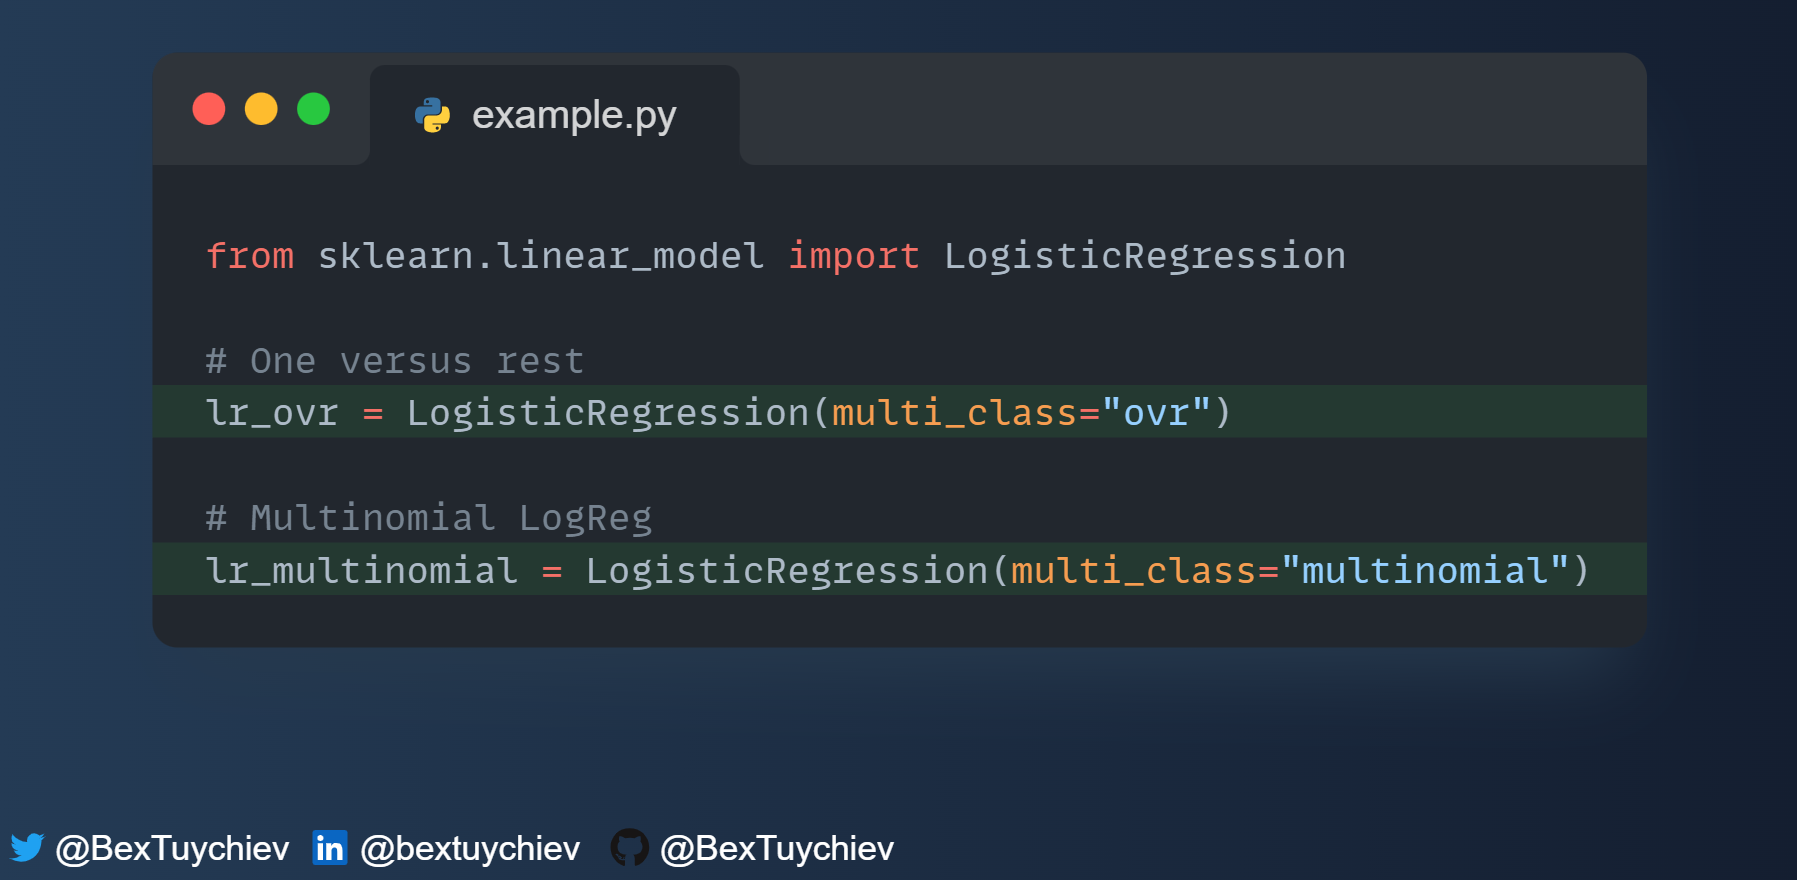 example.py
from sklearn.linear_model import LogisticRegression
# One versus rest
lr_ovr = LogisticRegression(multi_class="ovr")
# Multinomial LogReg
lr_multinomial = LogisticRegression(multi_class="multinomial")
@BexTuychiev in @bextuychiev @BexTuychiev